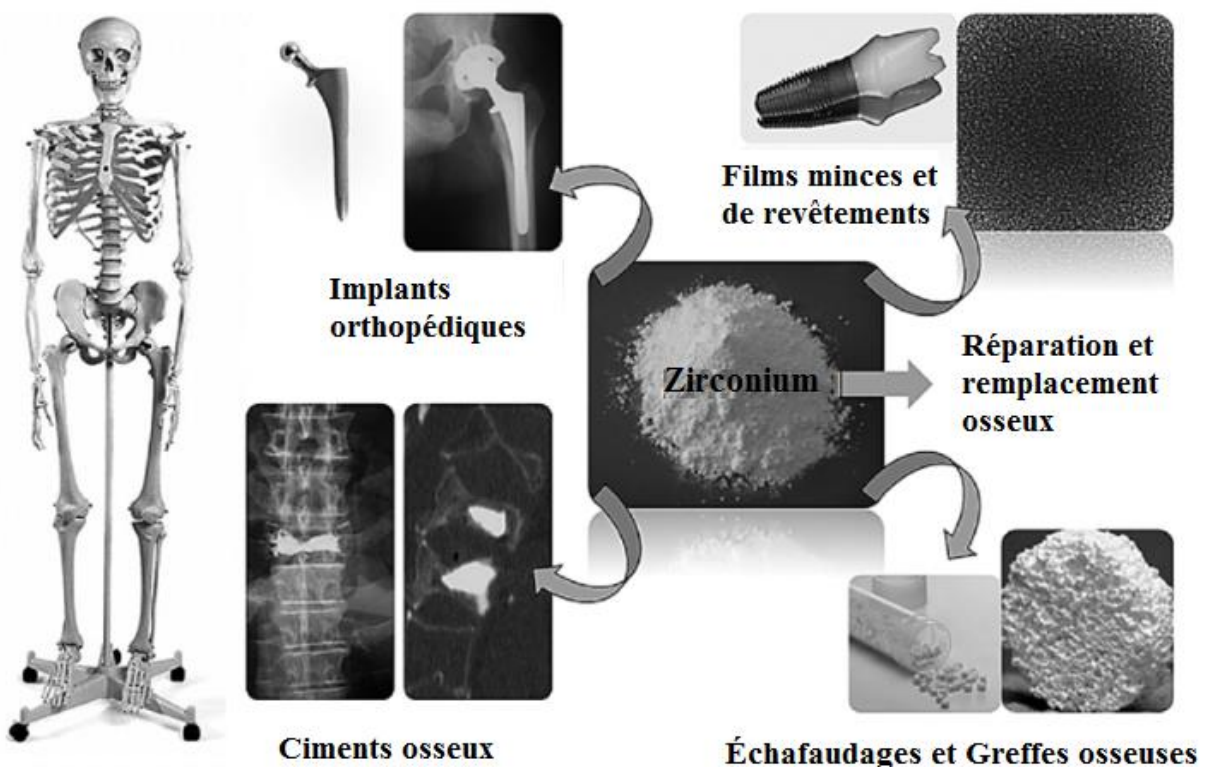 Films minces et
de revêtements
Implants
orthopédiques
Zirconium
Réparation et
remplacement
osseux
Ciments osseux
Échafaudages et Greffes osseuses